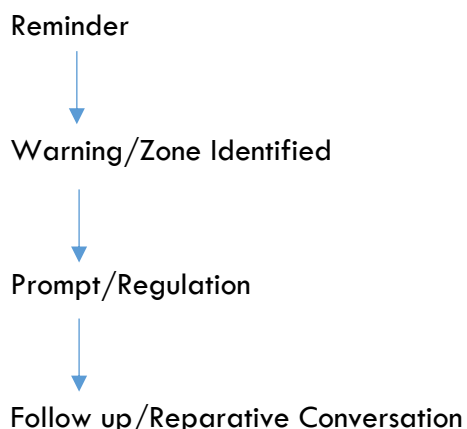 Reminder
Warning/Zone Identified
Prompt/Regulation
Follow up/Reparative Conversation